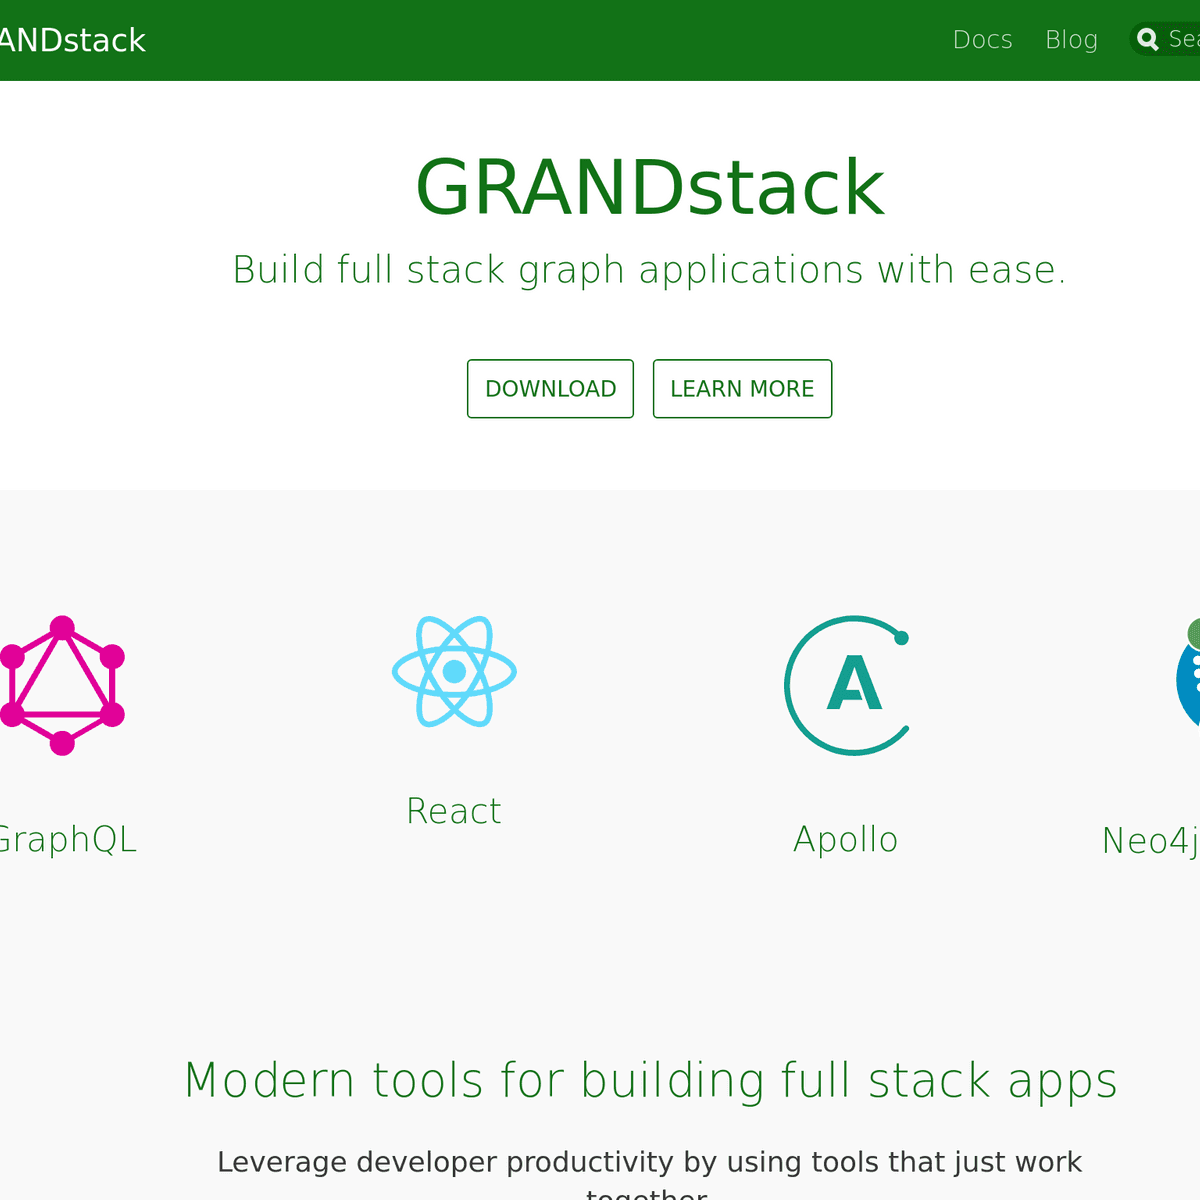 ANDstack Docs Blog Sea
GRANDstack
Build full stack graph applications with ease.
DOWNLOAD LEARN MORE
A
React
GraphQL Apollo Neo4j
Modern tools for building full stack apps
Leverage developer productivity by using tools that just work
together